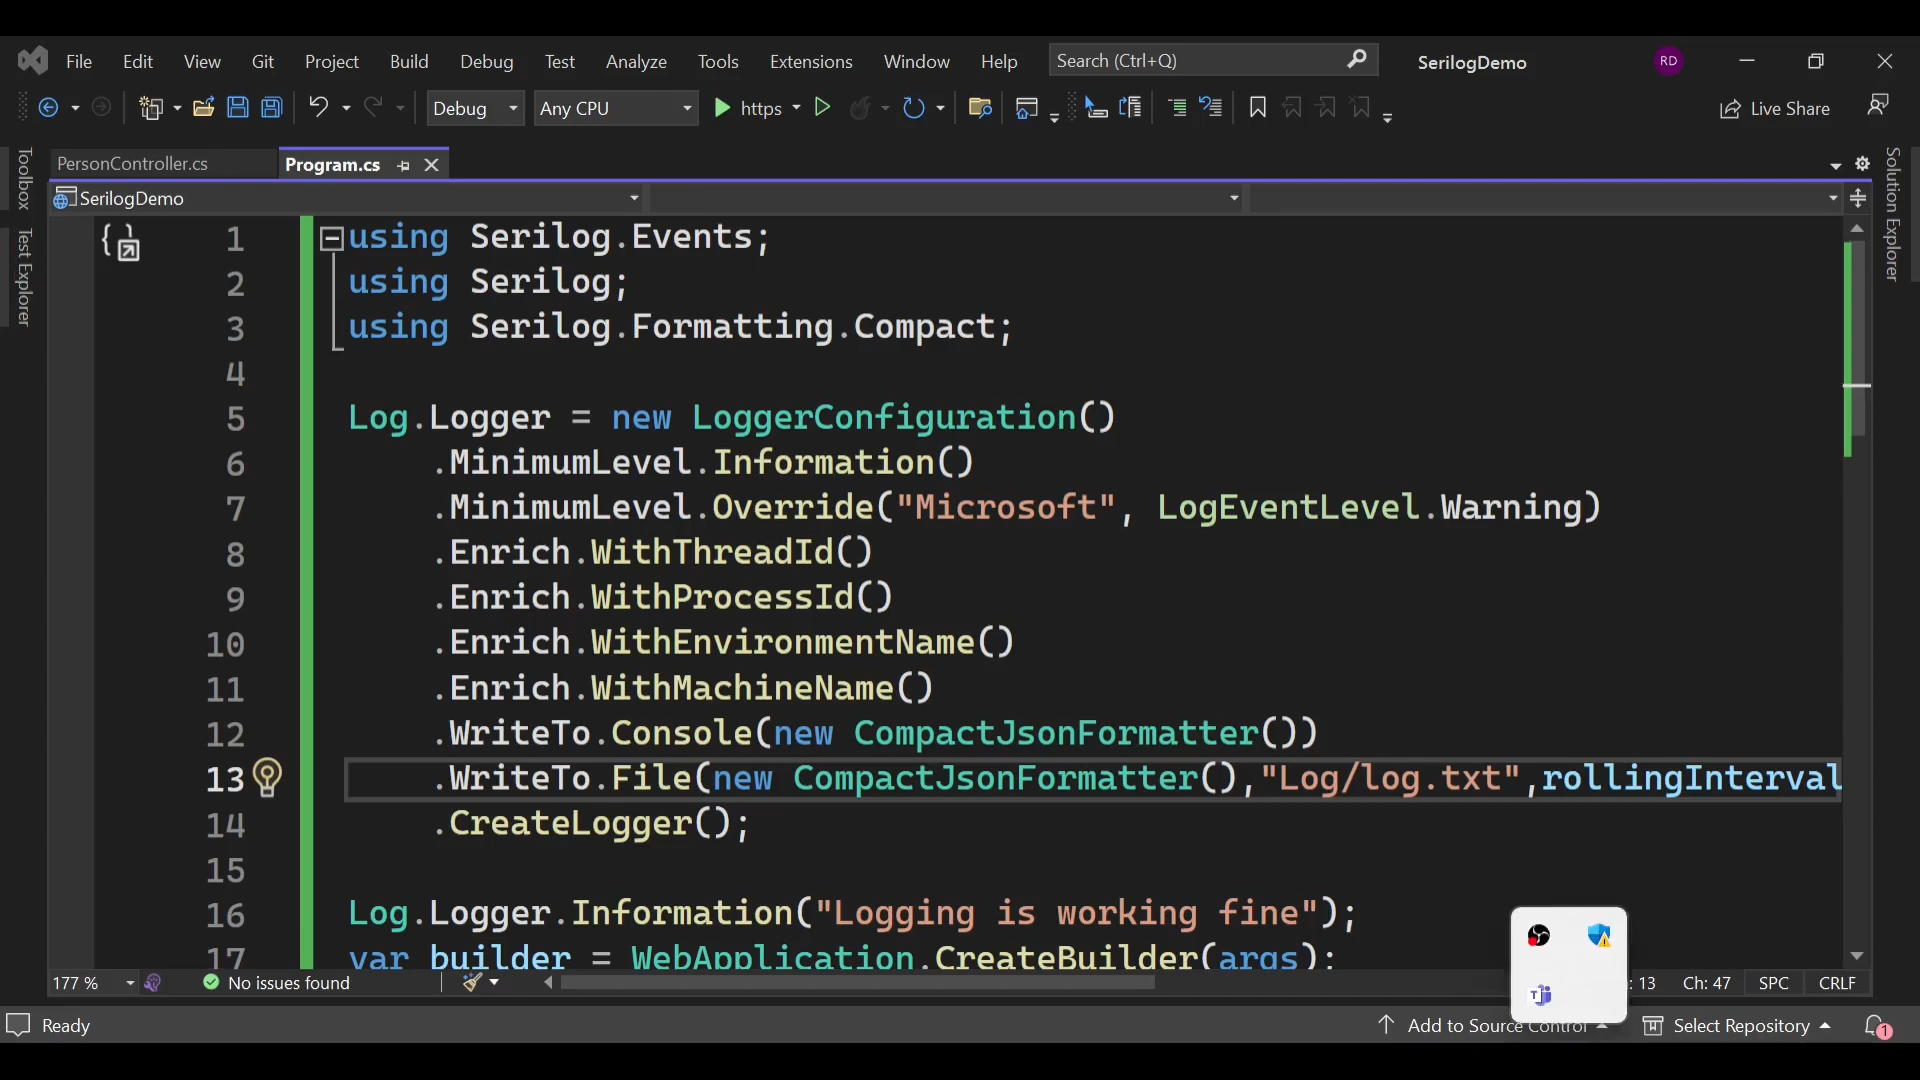 File Edit View Git Project Build Debug Test Analyze Tools Extensions Window Help Search (Ctrl+Q) SerilogDemo RD
Debug Any CPU https Live Share
PersonController.cs Program.cs
SerilogDemo
Toolbox
Test Explorer
Solution Explorer
1 using Serilog.Events;
2 using Serilog;
3 using Serilog.Formatting.Compact;
4
5 Log.Logger = new LoggerConfiguration()
6 .MinimumLevel.Information()
7 .MinimumLevel.Override("Microsoft", LogEventLevel.Warning)
8 .Enrich.WithThreadId()
9 .Enrich.WithProcessId()
10 .Enrich.WithEnvironmentName()
11 .Enrich.WithMachineName()
12 .WriteTo.Console(new CompactJsonFormatter())
13 .WriteTo.File(new CompactJsonFormatter(),"Log/log.txt",rollingInterval
14 .CreateLogger();
15
16 Log.Logger.Information("Logging is working fine");
17 var builder = WebApplication.CreateBuilder(args);
177 % No issues found : 13 Ch: 47 SPC CRLF
Ready Add to Source Control Select Repository 1